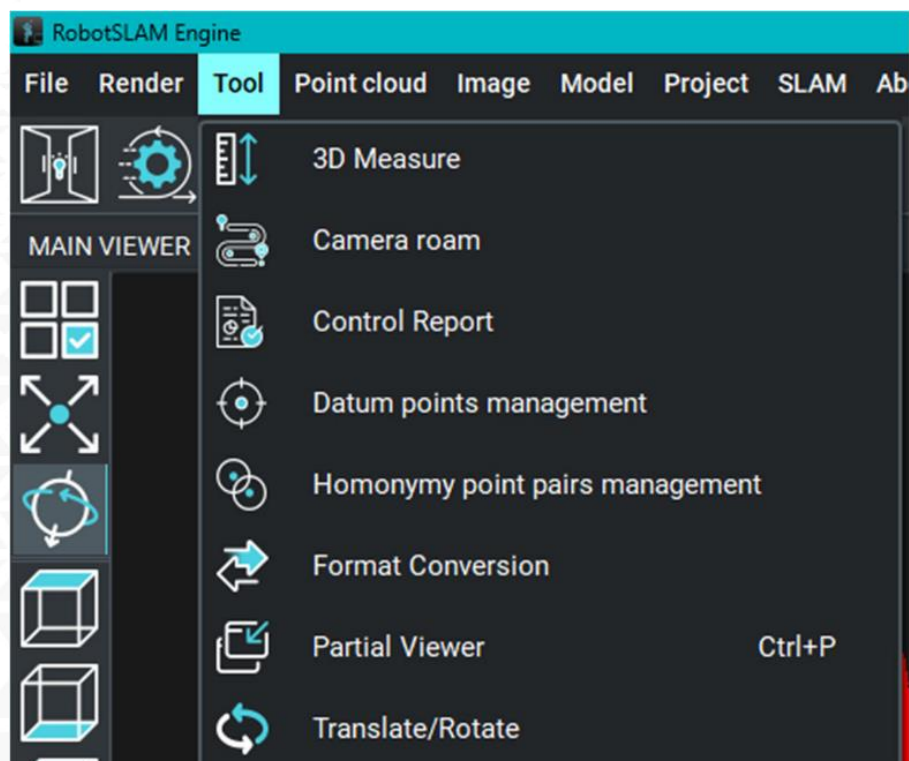 RobotSLAM Engine
File Render Tool Point cloud Image Model Project SLAM Ab
3D Measure
Camera roam
MAIN VIEWER
Control Report
Datum points management
Homonymy point pairs management
Format Conversion
Partial Viewer Ctrl+P
Translate/Rotate